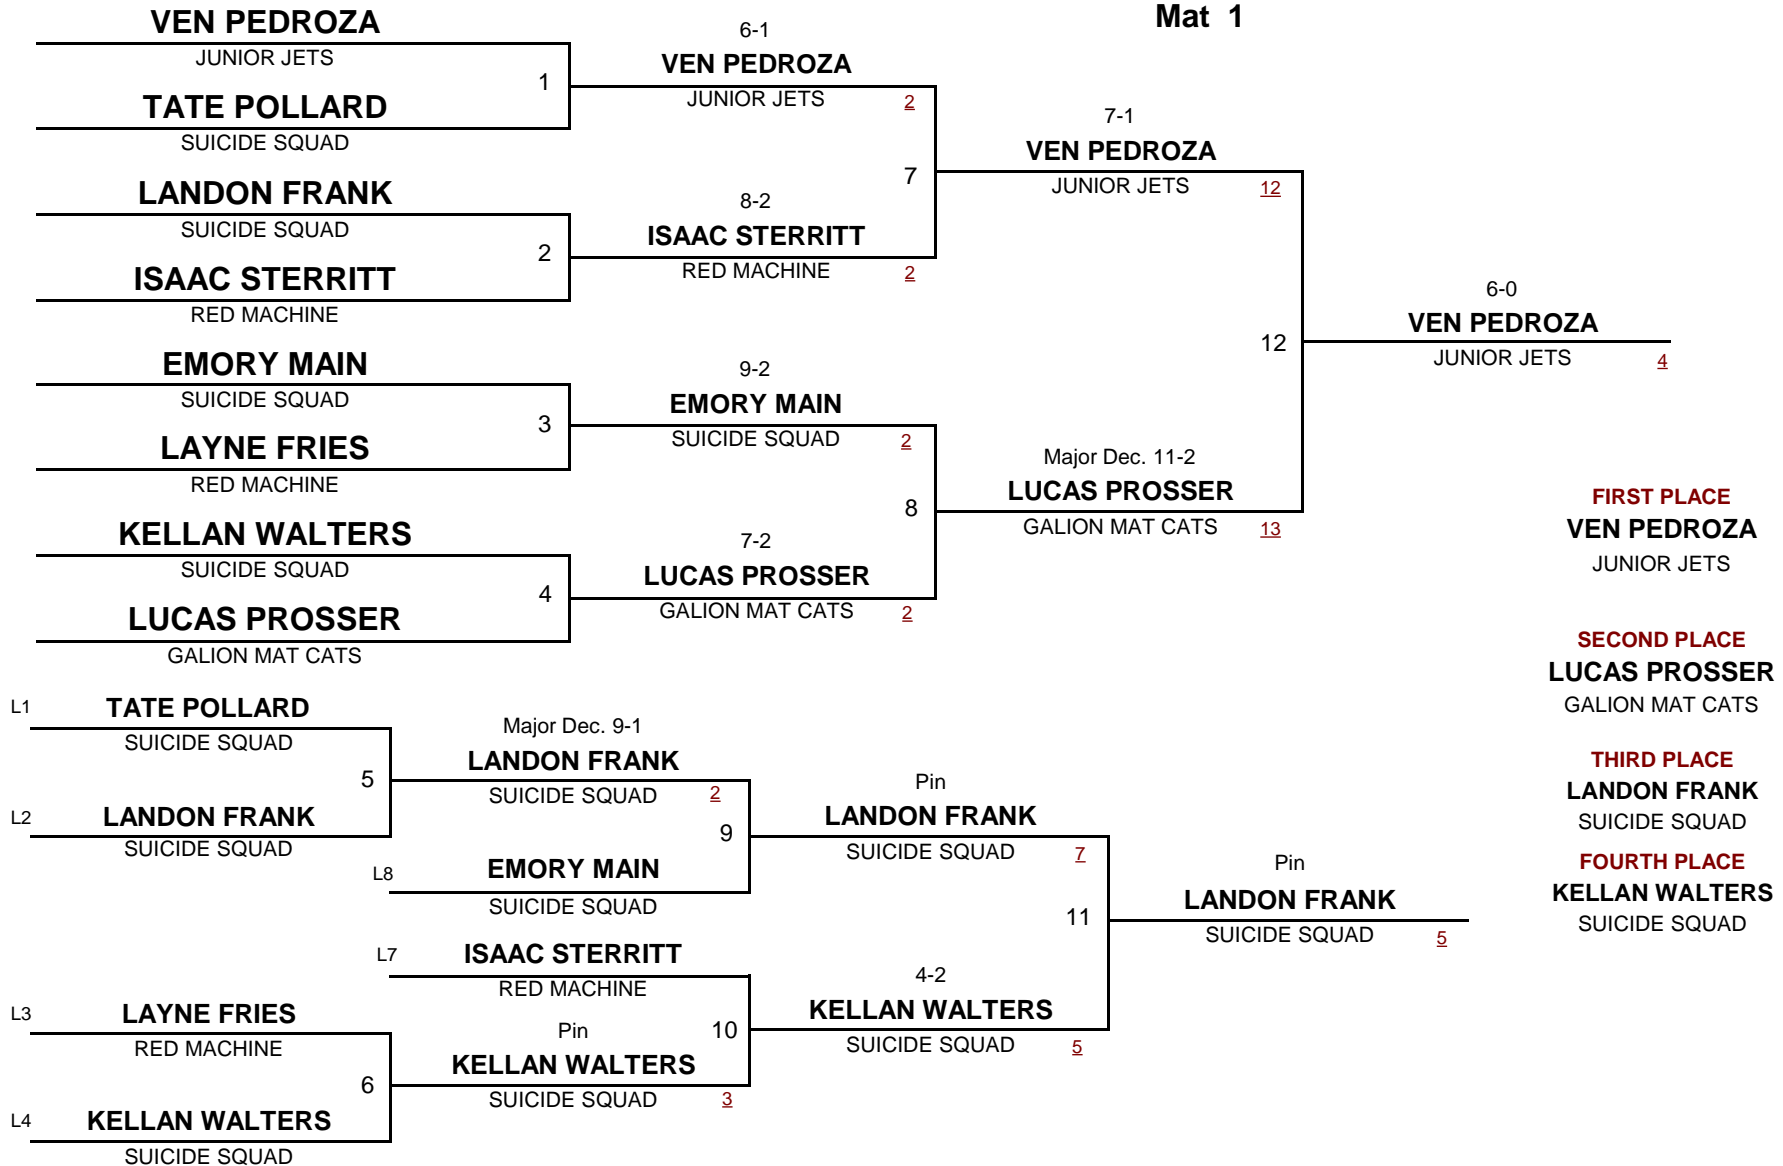 Mat 1
VEN PEDROZA
JUNIOR JETS
1
TATE POLLARD
SUICIDE SQUAD
LANDON FRANK
SUICIDE SQUAD
2
ISAAC STERRITT
RED MACHINE
EMORY MAIN
SUICIDE SQUAD
3
LAYNE FRIES
RED MACHINE
KELLAN WALTERS
SUICIDE SQUAD
4
LUCAS PROSSER
GALION MAT CATS
6-1
VEN PEDROZA
JUNIOR JETS 2
7
8-2
ISAAC STERRITT
RED MACHINE 2
9-2
EMORY MAIN
SUICIDE SQUAD 2
8
7-2
LUCAS PROSSER
GALION MAT CATS 2
7-1
VEN PEDROZA
JUNIOR JETS 12
12
Major Dec. 11-2
LUCAS PROSSER
GALION MAT CATS 13
6-0
VEN PEDROZA
JUNIOR JETS 4
FIRST PLACE
VEN PEDROZA
JUNIOR JETS
SECOND PLACE
LUCAS PROSSER
GALION MAT CATS
THIRD PLACE
LANDON FRANK
SUICIDE SQUAD
FOURTH PLACE
KELLAN WALTERS
SUICIDE SQUAD
L1 TATE POLLARD
SUICIDE SQUAD
5
L2 LANDON FRANK
SUICIDE SQUAD
L3 LAYNE FRIES
RED MACHINE
6
L4 KELLAN WALTERS
SUICIDE SQUAD
Major Dec. 9-1
LANDON FRANK
SUICIDE SQUAD 2
9
L8 EMORY MAIN
SUICIDE SQUAD
L7 ISAAC STERRITT
RED MACHINE
10
Pin
KELLAN WALTERS
SUICIDE SQUAD 3
Pin
LANDON FRANK
SUICIDE SQUAD 7
11
4-2
KELLAN WALTERS
SUICIDE SQUAD 5
Pin
LANDON FRANK
SUICIDE SQUAD 5